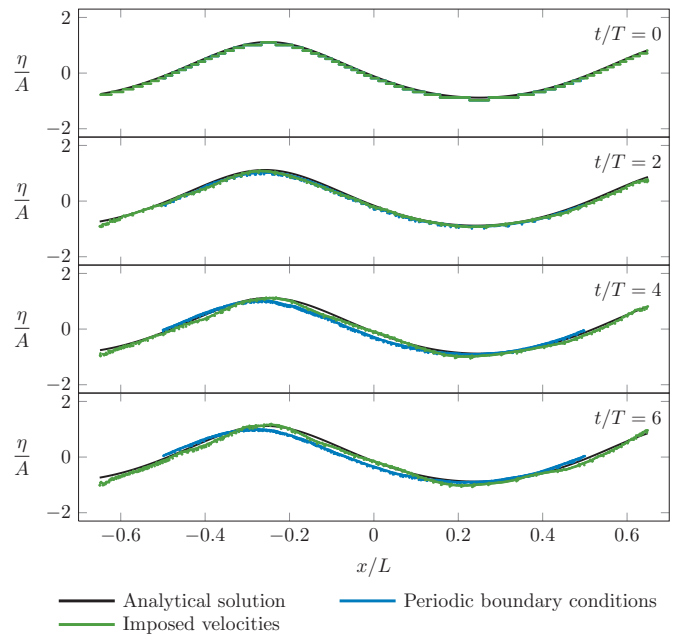 2
t/T = 0
η/A
0
−2
2
t/T = 2
η/A
0
−2
2
t/T = 4
η/A
0
−2
2
t/T = 6
η/A
0
−2
−0.6 −0.4 −0.2 0 0.2 0.4 0.6
x/L
Analytical solution
Periodic boundary conditions
Imposed velocities